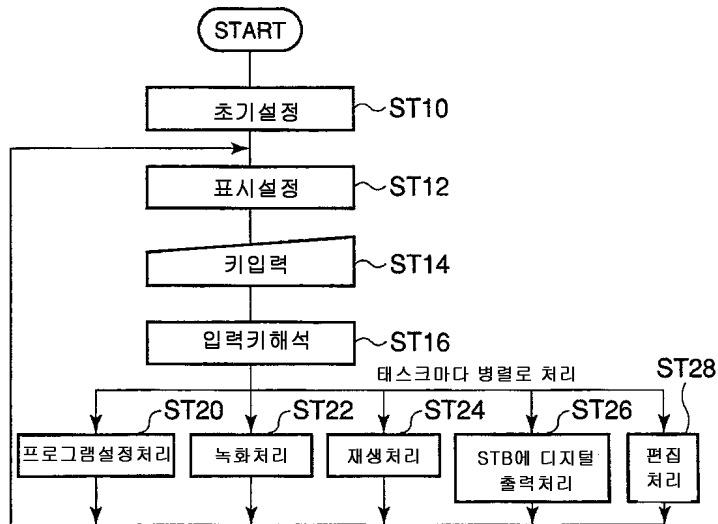 START
초기설정
ST10
표시설정
ST12
키입력
ST14
입력키해석
ST16
태스크마다 병렬로 처리
ST28
ST20
ST22
ST24
ST26
프로그램설정처리
녹화처리
재생처리
STB에 디지털
출력처리
편집
처리